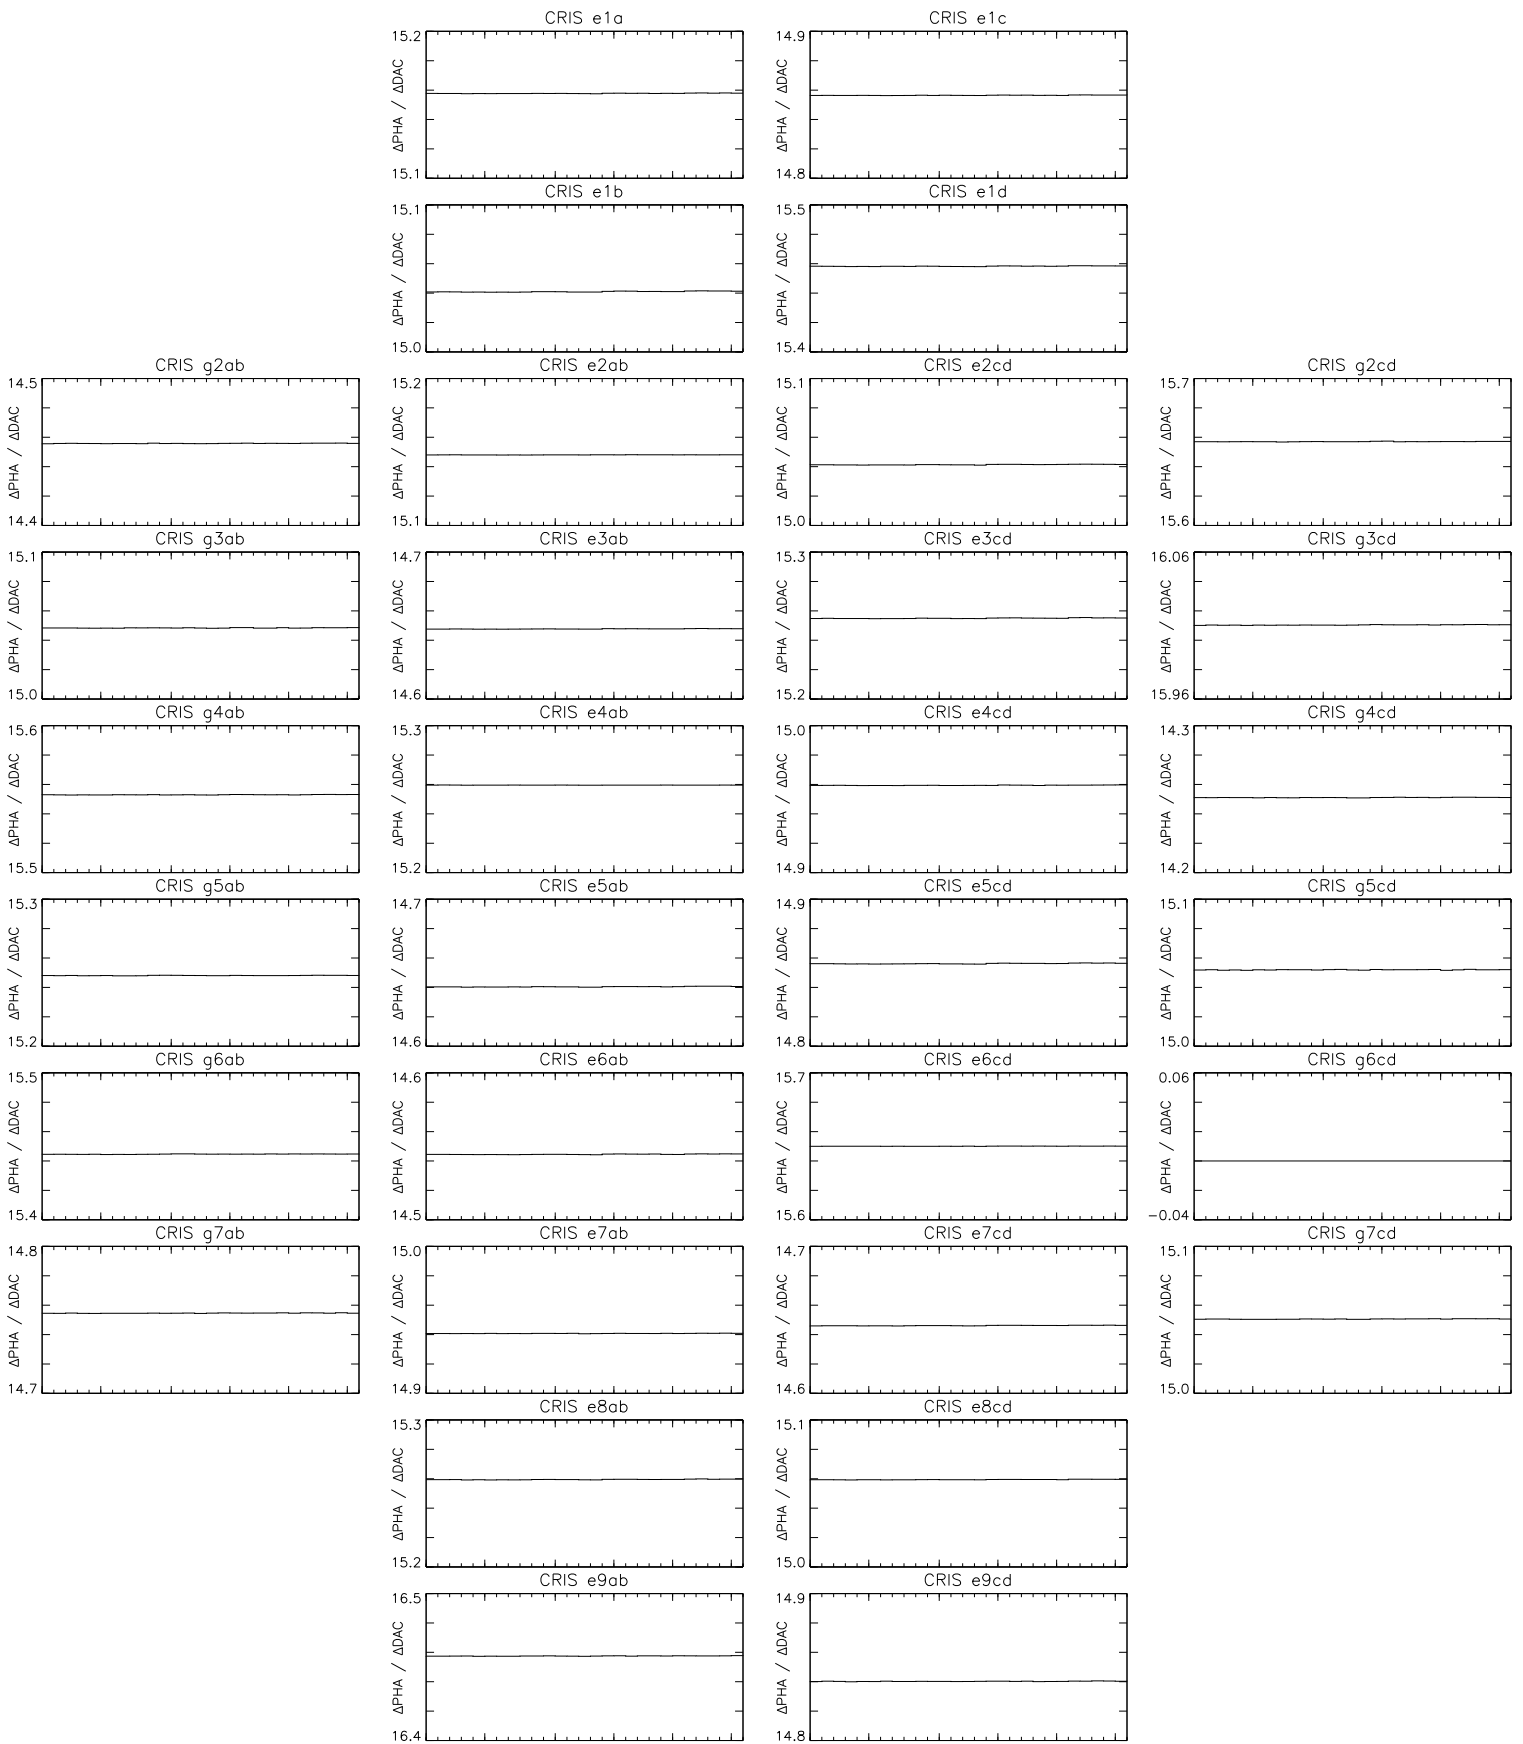 CRIS e1a
15.2
ΔPHA / ΔDAC
15.1
CRIS e1c
14.9
ΔPHA / ΔDAC
14.8
CRIS e1b
15.1
ΔPHA / ΔDAC
15.0
CRIS e1d
15.5
ΔPHA / ΔDAC
15.4
CRIS g2ab
14.5
ΔPHA / ΔDAC
14.4
CRIS e2ab
15.2
ΔPHA / ΔDAC
15.1
CRIS e2cd
15.1
ΔPHA / ΔDAC
15.0
CRIS g2cd
15.7
ΔPHA / ΔDAC
15.6
CRIS g3ab
15.1
ΔPHA / ΔDAC
15.0
CRIS e3ab
14.7
ΔPHA / ΔDAC
14.6
CRIS e3cd
15.3
ΔPHA / ΔDAC
15.2
CRIS g3cd
16.06
ΔPHA / ΔDAC
15.96
CRIS g4ab
15.6
ΔPHA / ΔDAC
15.5
CRIS e4ab
15.3
ΔPHA / ΔDAC
15.2
CRIS e4cd
15.0
ΔPHA / ΔDAC
14.9
CRIS g4cd
14.3
ΔPHA / ΔDAC
14.2
CRIS g5ab
15.3
ΔPHA / ΔDAC
15.2
CRIS e5ab
14.7
ΔPHA / ΔDAC
14.6
CRIS e5cd
14.9
ΔPHA / ΔDAC
14.8
CRIS g5cd
15.1
ΔPHA / ΔDAC
15.0
CRIS g6ab
15.5
ΔPHA / ΔDAC
15.4
CRIS e6ab
14.6
ΔPHA / ΔDAC
14.5
CRIS e6cd
15.7
ΔPHA / ΔDAC
15.6
CRIS g6cd
0.06
ΔPHA / ΔDAC
−0.04
CRIS g7ab
14.8
ΔPHA / ΔDAC
14.7
CRIS e7ab
15.0
ΔPHA / ΔDAC
14.9
CRIS e7cd
14.7
ΔPHA / ΔDAC
14.6
CRIS g7cd
15.1
ΔPHA / ΔDAC
15.0
CRIS e8ab
15.3
ΔPHA / ΔDAC
15.2
CRIS e8cd
15.1
ΔPHA / ΔDAC
15.0
CRIS e9ab
16.5
ΔPHA / ΔDAC
16.4
CRIS e9cd
14.9
ΔPHA / ΔDAC
14.8